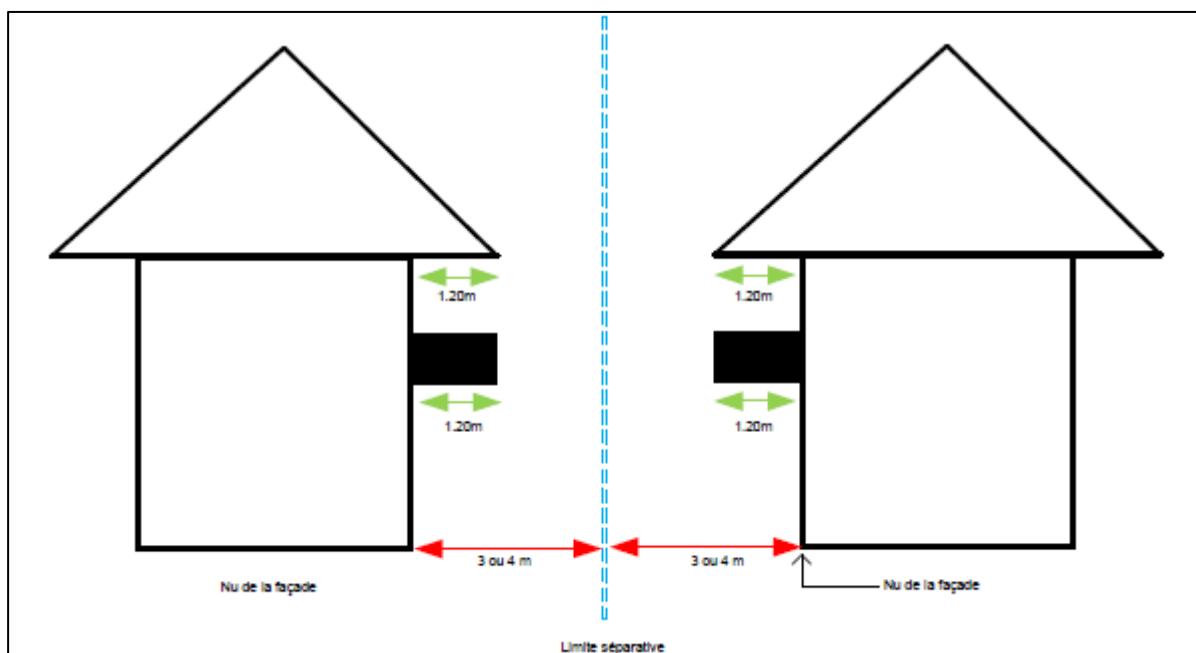 1.20m
1.20m
1.20m
1.20m
3 ou 4 m
3 ou 4 m
Nu de la façade
Nu de la façade
Limite séparative